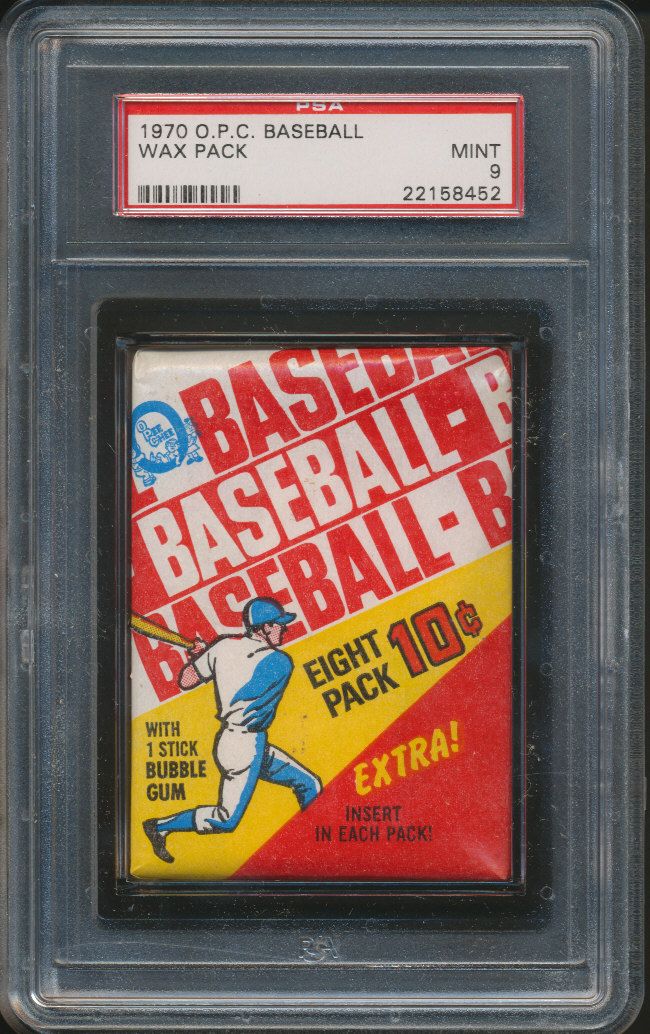 PSA
1970 O.P.C. BASEBALL
WAX PACK MINT
9
22158452
BASEBA
O PEE CHEE
BASEBALL - B
BASEBALL - B
EIGHT
PACK 10¢
WITH
1 STICK
BUBBLE
GUM
EXTRA!
INSERT
IN EACH PACK!
PSA